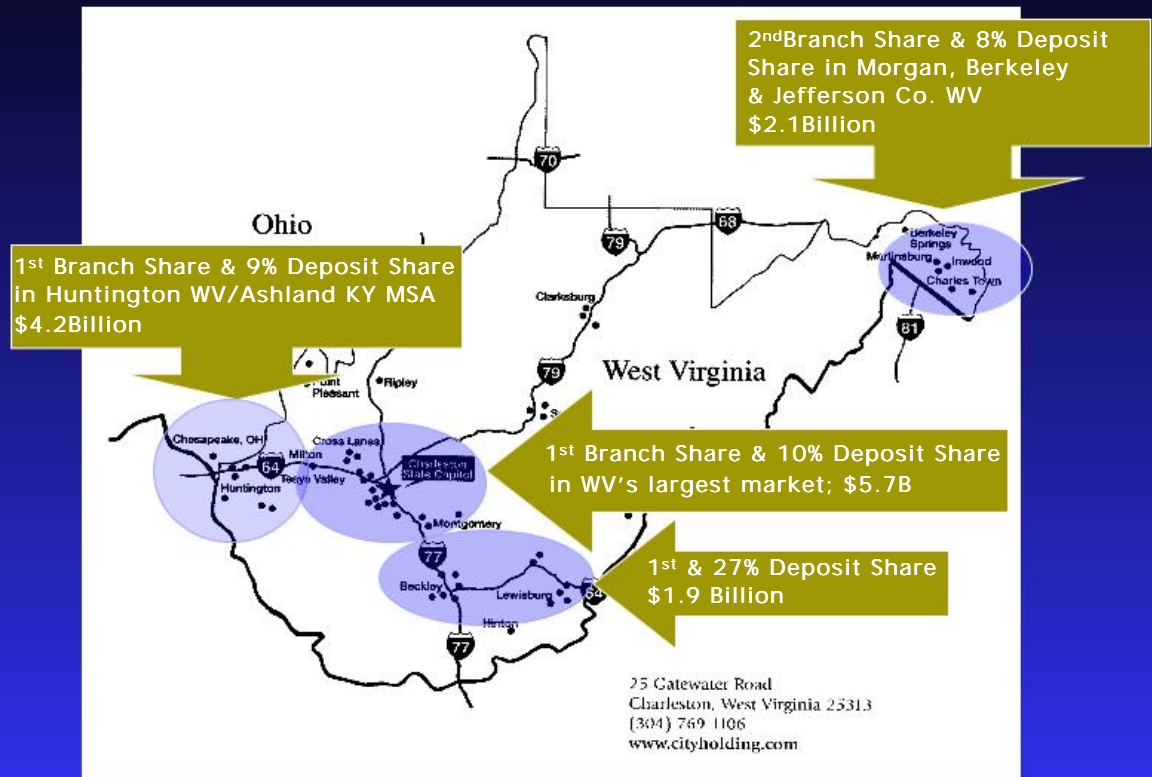 2ndBranch Share & 8% Deposit
Share in Morgan, Berkeley
& Jefferson Co. WV
$2.1Billion
70
Ohio
68
79
Berkeley
Springs
Martinsburg
Inwood
Charles Town
1st Branch Share & 9% Deposit Share
in Huntington WV/Ashland KY MSA
$4.2Billion
Clarksburg
81
79
West Virginia
Pleasant
Ripley
Chesapeake, OH
Cross Lanes
Milton
64
Teays Valley
Charleston
State Capitol
Huntington
1st Branch Share & 10% Deposit Share
in WV's largest market; $5.7B
Montgomery
77
1st & 27% Deposit Share
$1.9 Billion
Beckley
Lewisburg
64
Hinton
77
25 Gatewater Road
Charleston, West Virginia 25313
(304) 769 1106
www.cityholding.com